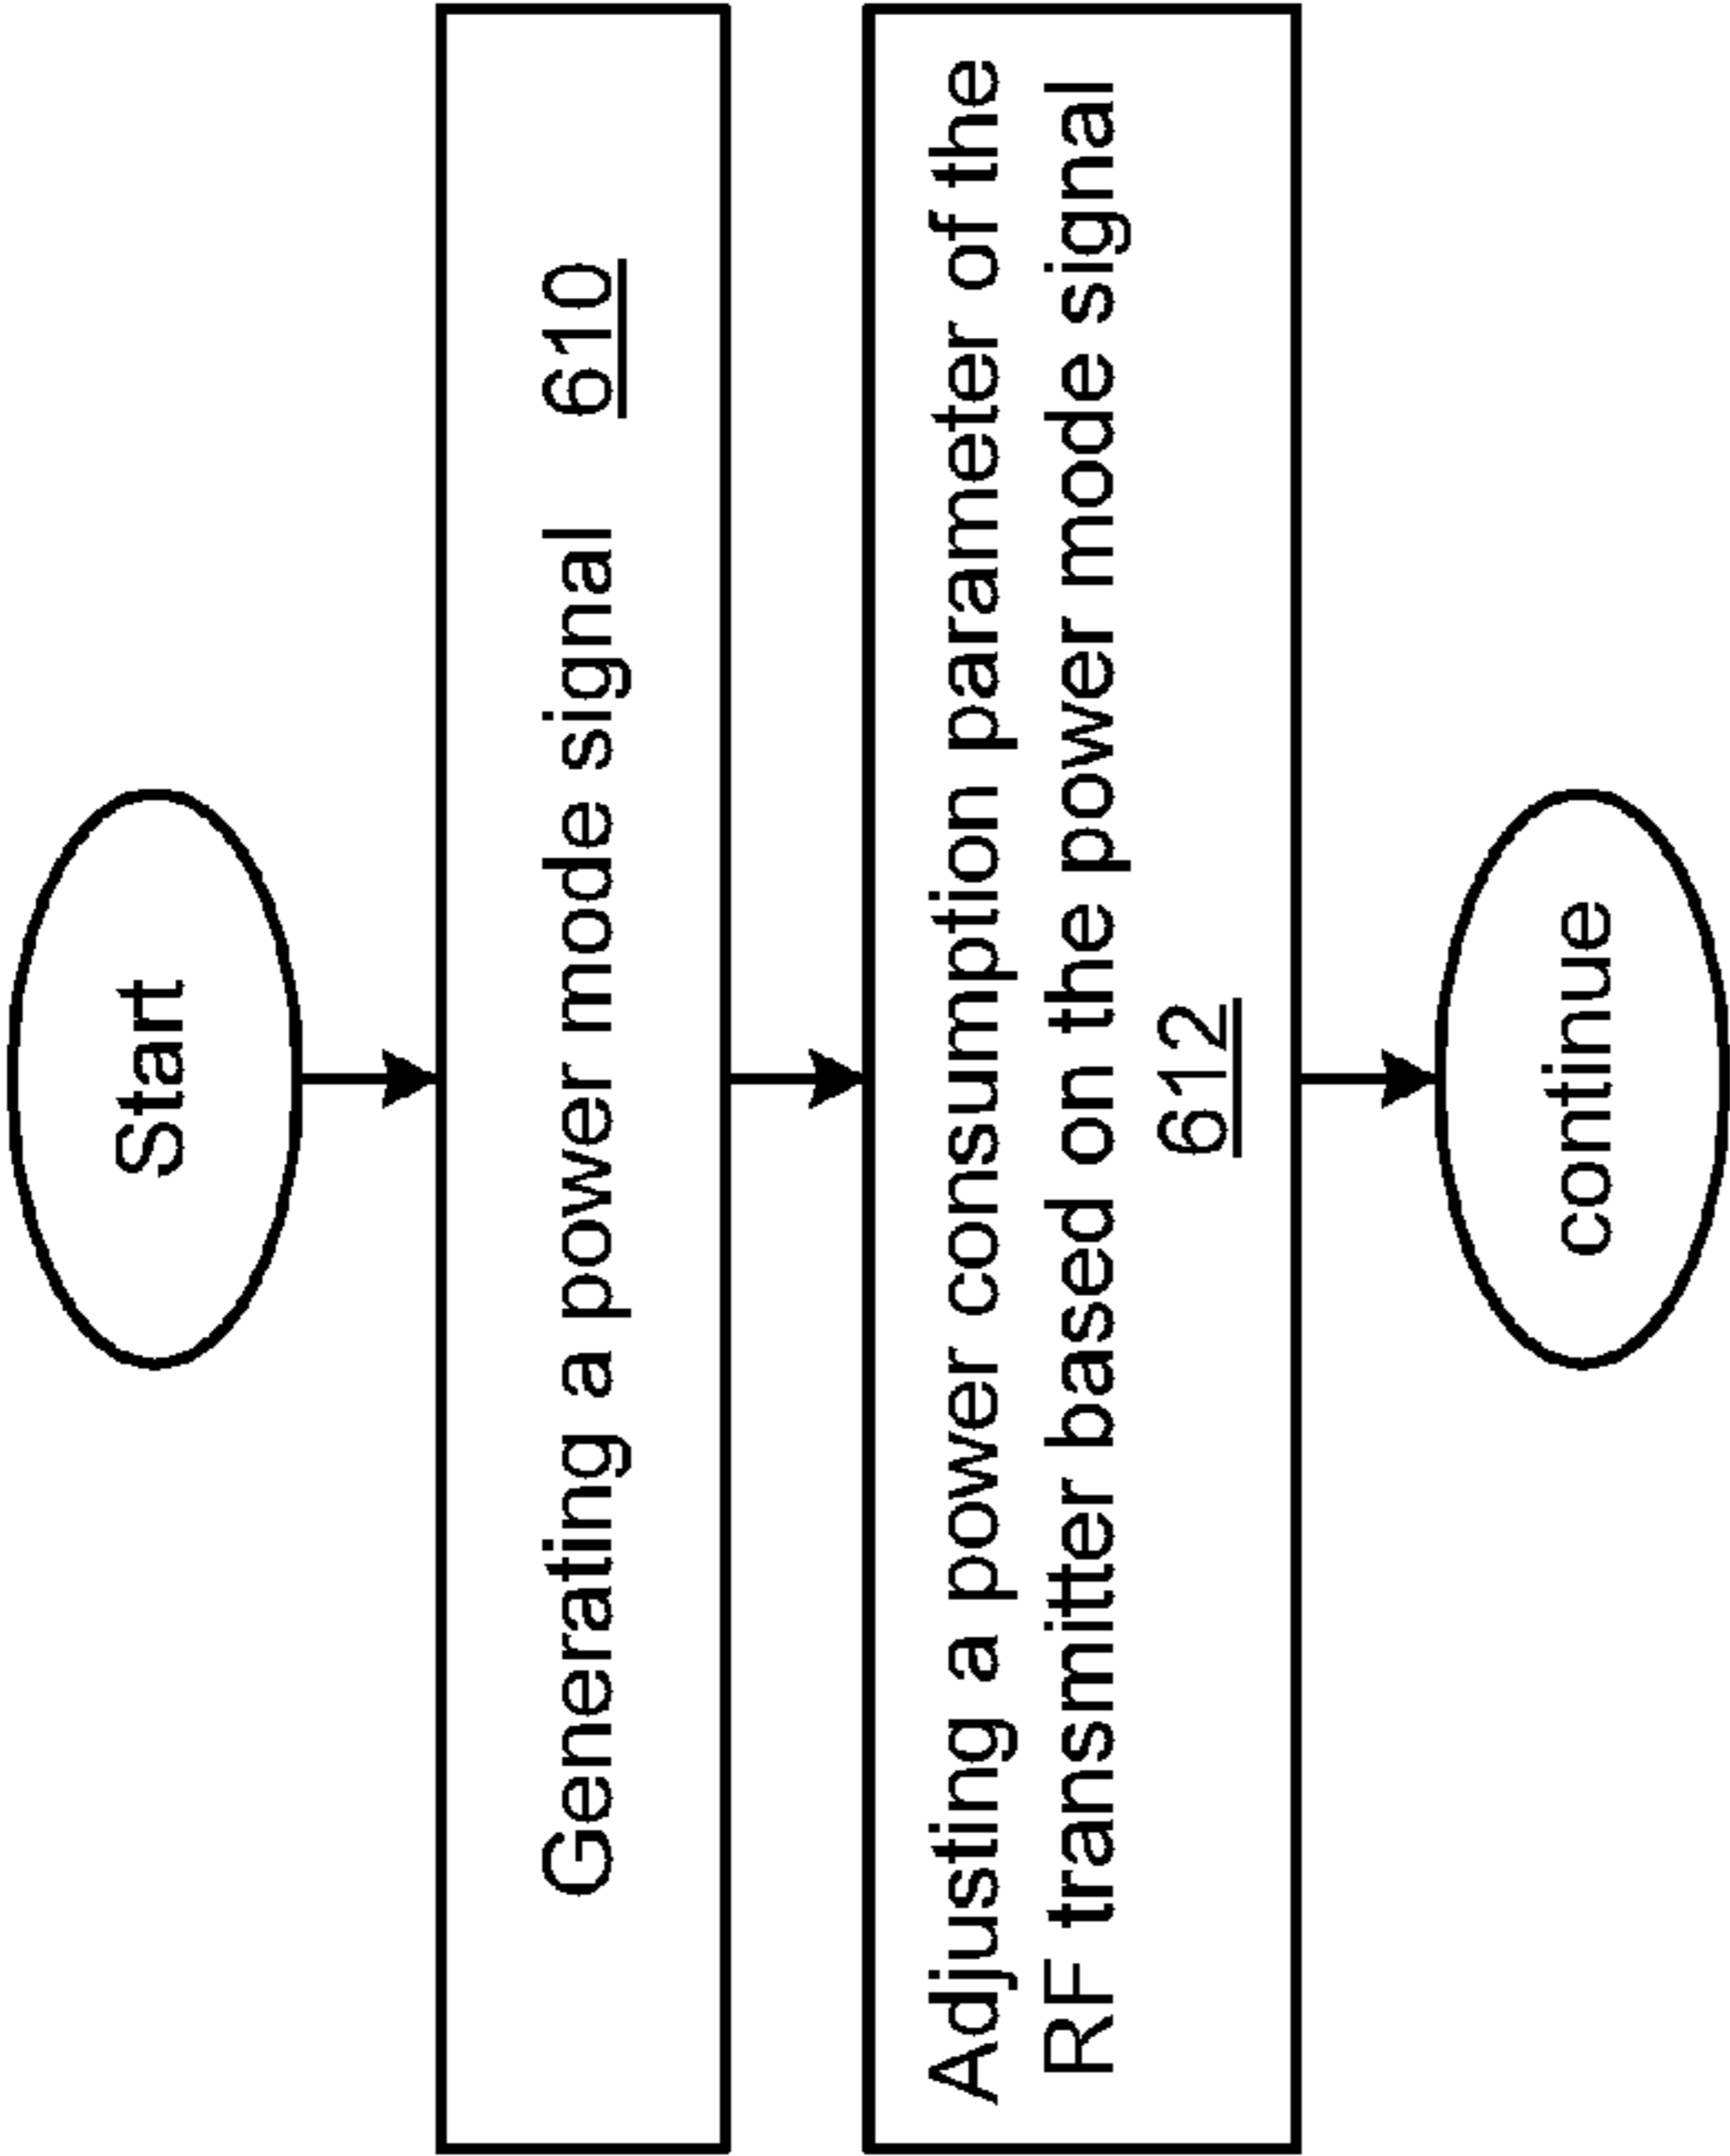 Start
Generating a power mode signal 610
Adjusting a power consumption parameter of the
RF transmitter based on the power mode signal
612
continue